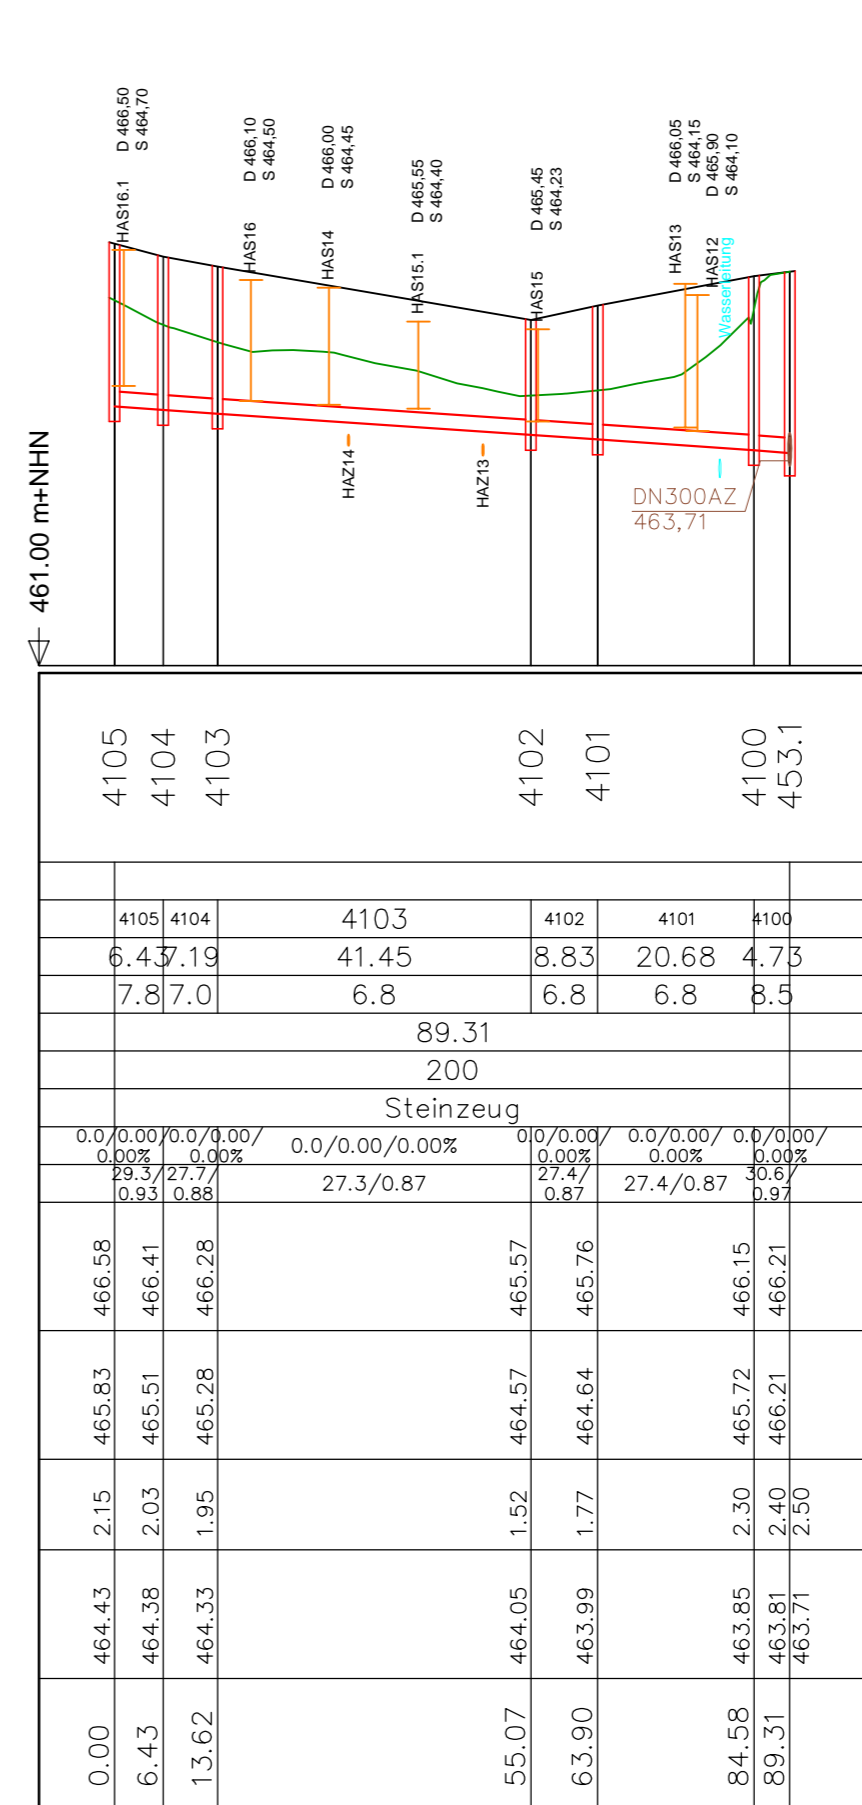 D 466,50
S 464,70
HAS16.1
D 466,10
S 464,50
HAS16
D 466,00
S 464,45
HAS14
D 465,55
S 464,40
HAS15.1
D 465,45
S 464,23
HAS15
D 466,05
S 464,15
HAS13
D 465,90
S 464,10
HAS12
Wasserleitung
HAZ14
HAZ13
DN300AZ
463,71
461.00 m+NHN
4105 4104 4103 4102 4101 4100 453.1
4105 4104 4103 4102 4101 4100
6.43 7.19 41.45 8.83 20.68 4.73
7.8 7.0 6.8 6.8 6.8 8.5
89.31
200
Steinzeug
0.0/0.00/ 0.0/0.00/ 0.0/0.00/0.00% 0.0/0.00/ 0.0/0.00/ 0.0/0.00/
0.00% 0.00% 0.00% 0.00% 0.00%
29.3/ 27.7/ 27.3/0.87 27.4/ 27.4/0.87 30.6/
0.93 0.88 0.87 0.97
466.58 466.41 466.28 465.57 465.76 466.15 466.21
465.83 465.51 465.28 464.57 464.64 465.72 466.21
2.15 2.03 1.95 1.52 1.77 2.30 2.40 2.50
464.43 464.38 464.33 464.05 463.99 463.85 463.81 463.71
0.00 6.43 13.62 55.07 63.90 84.58 89.31